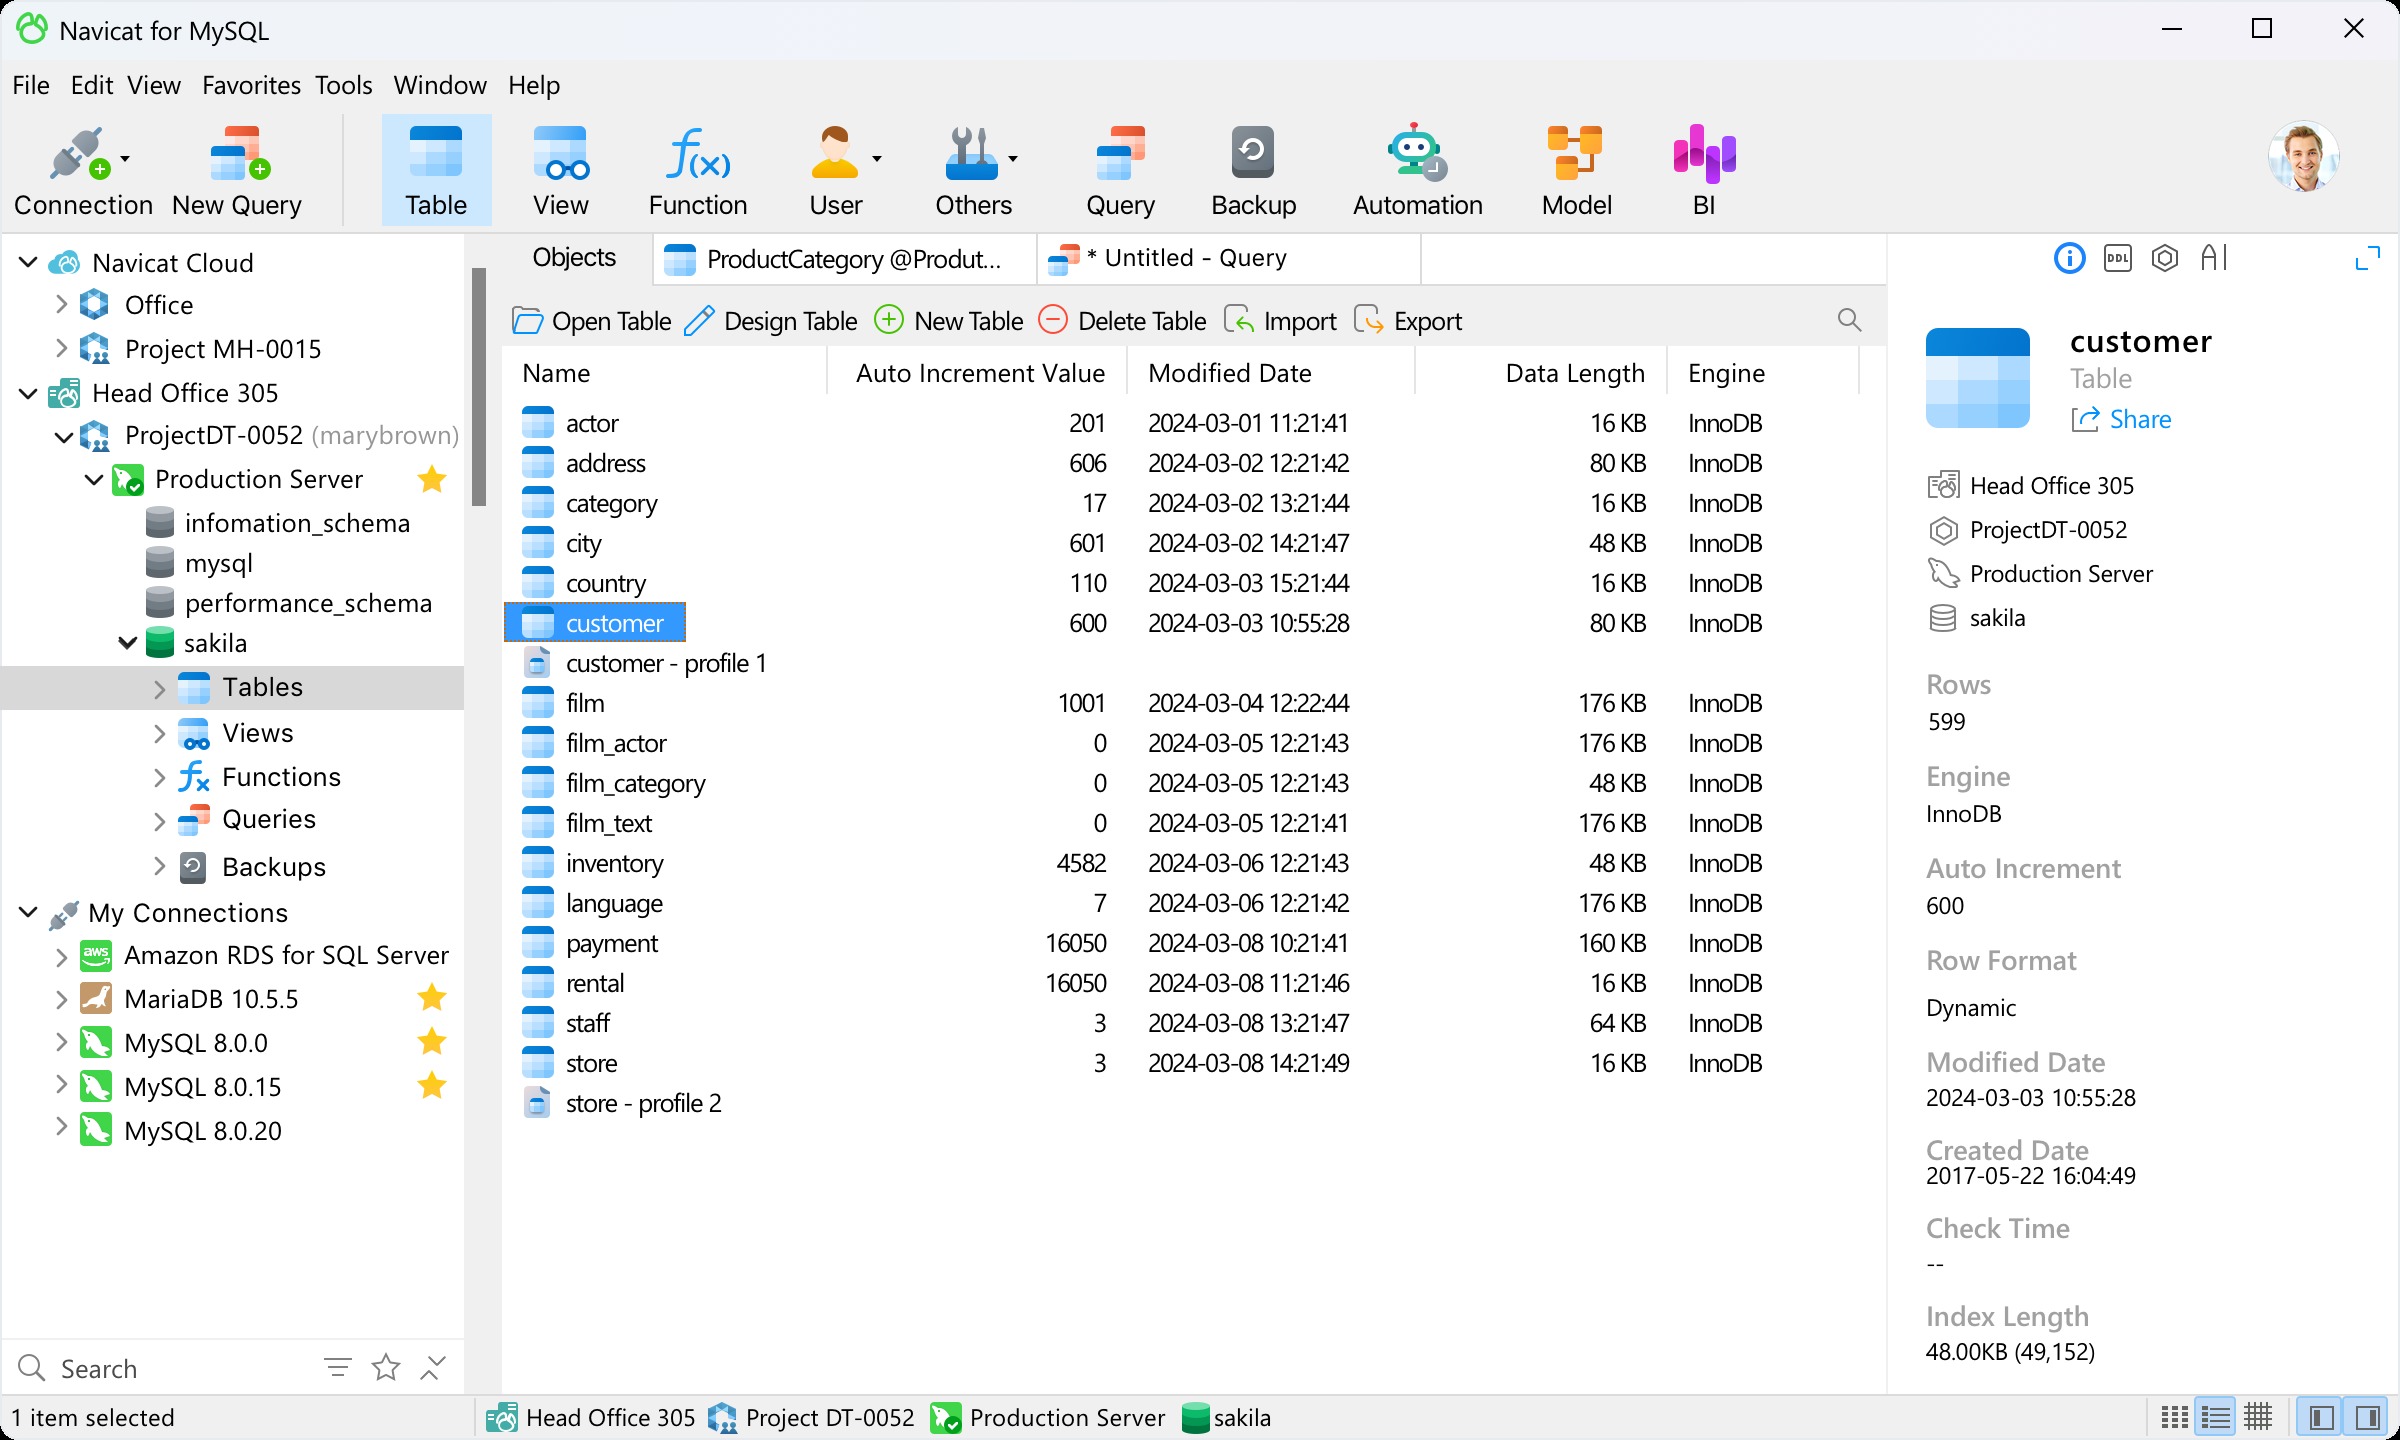 Navicat for MySQL
File Edit View Favorites Tools Window Help
Connection New Query Table View Function User Others Query Backup Automation Model BI
Navicat Cloud
Office
Project MH-0015
Head Office 305
ProjectDT-0052 (marybrown)
Production Server
infomation_schema
mysql
performance_schema
sakila
Tables
Views
Functions
Queries
Backups
My Connections
aws Amazon RDS for SQL Server
MariaDB 10.5.5
MySQL 8.0.0
MySQL 8.0.15
MySQL 8.0.20
Search
Objects ProductCategory @Produt... * Untitled - Query
Open Table Design Table New Table Delete Table Import Export
Name Auto Increment Value Modified Date Data Length Engine
actor 201 2024-03-01 11:21:41 16 KB InnoDB
address 606 2024-03-02 12:21:42 80 KB InnoDB
category 17 2024-03-02 13:21:44 16 KB InnoDB
city 601 2024-03-02 14:21:47 48 KB InnoDB
country 110 2024-03-03 15:21:44 16 KB InnoDB
customer 600 2024-03-03 10:55:28 80 KB InnoDB
customer - profile 1
film 1001 2024-03-04 12:22:44 176 KB InnoDB
film_actor 0 2024-03-05 12:21:43 176 KB InnoDB
film_category 0 2024-03-05 12:21:43 48 KB InnoDB
film_text 0 2024-03-05 12:21:41 176 KB InnoDB
inventory 4582 2024-03-06 12:21:43 48 KB InnoDB
language 7 2024-03-06 12:21:42 176 KB InnoDB
payment 16050 2024-03-08 10:21:41 160 KB InnoDB
rental 16050 2024-03-08 11:21:46 16 KB InnoDB
staff 3 2024-03-08 13:21:47 64 KB InnoDB
store 3 2024-03-08 14:21:49 16 KB InnoDB
store - profile 2
DDL AI
customer
Table
Share
Head Office 305
ProjectDT-0052
Production Server
sakila
Rows
599
Engine
InnoDB
Auto Increment
600
Row Format
Dynamic
Modified Date
2024-03-03 10:55:28
Created Date
2017-05-22 16:04:49
Check Time
--
Index Length
48.00KB (49,152)
1 item selected
Head Office 305 Project DT-0052 Production Server sakila